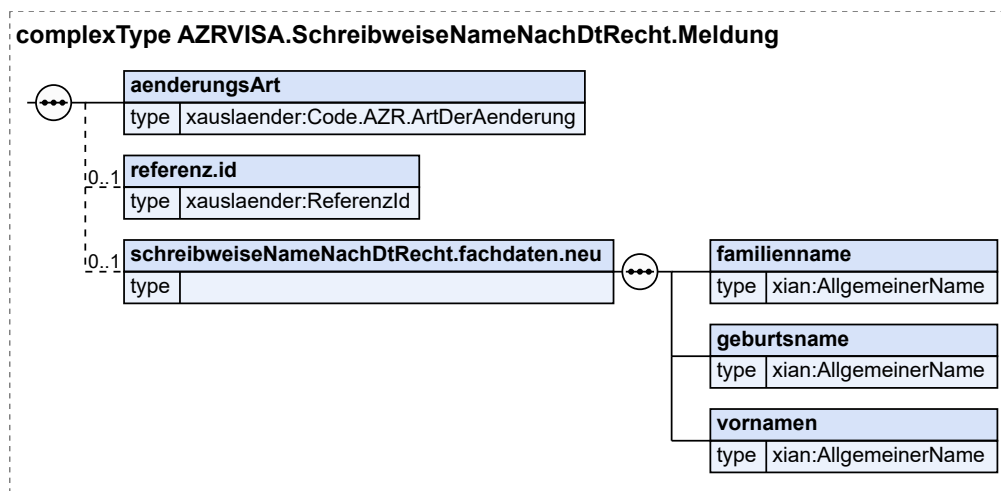 complexType AZRVISA.SchreibweiseNameNachDtRecht.Meldung
aenderungsArt
type xauslaender:Code.AZR.ArtDerAenderung
0..1
referenz.id
type xauslaender:ReferenzId
0..1
schreibweiseNameNachDtRecht.fachdaten.neu
type
familienname
type xian:AllgemeinerName
geburtsname
type xian:AllgemeinerName
vornamen
type xian:AllgemeinerName